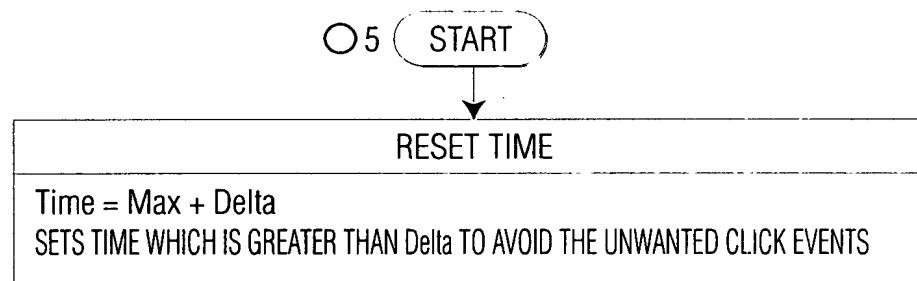 ○5 START
RESET TIME
Time = Max + Delta
SETS TIME WHICH IS GREATER THAN Delta TO AVOID THE UNWANTED CLICK EVENTS